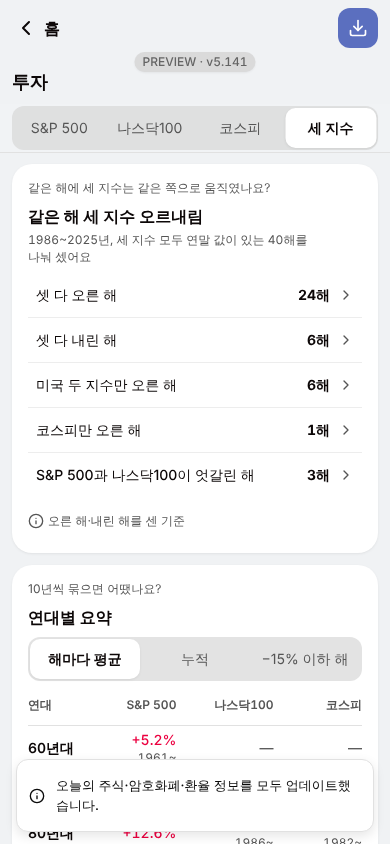 홈
PREVIEW · v5.141
투자
S&P 500 나스닥100 코스피 세 지수
같은 해에 세 지수는 같은 쪽으로 움직였나요?
같은 해 세 지수 오르내림
1986~2025년, 세 지수 모두 연말 값이 있는 40해를
나눠 셌어요
셋 다 오른 해 24해
셋 다 내린 해 6해
미국 두 지수만 오른 해 6해
코스피만 오른 해 1해
S&P 500과 나스닥100이 엇갈린 해 3해
오른 해·내린 해를 센 기준
10년씩 묶으면 어땠나요?
연대별 요약
해마다 평균 누적 −15% 이하 해
연대 S&P 500 나스닥100 코스피
60년대 +5.2% — —
1961~
오늘의 주식·암호화폐·환율 정보를 모두 업데이트했
습니다.
80년대 +12.6%
1986~ 1982~